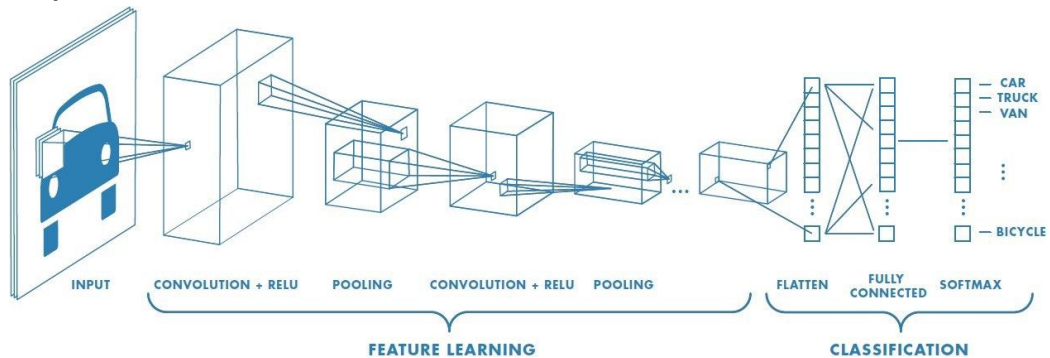 CAR
TRUCK
VAN
BICYCLE
INPUT
CONVOLUTION + RELU
POOLING
CONVOLUTION + RELU
POOLING
FLATTEN
FULLY
CONNECTED
SOFTMAX
FEATURE LEARNING
CLASSIFICATION